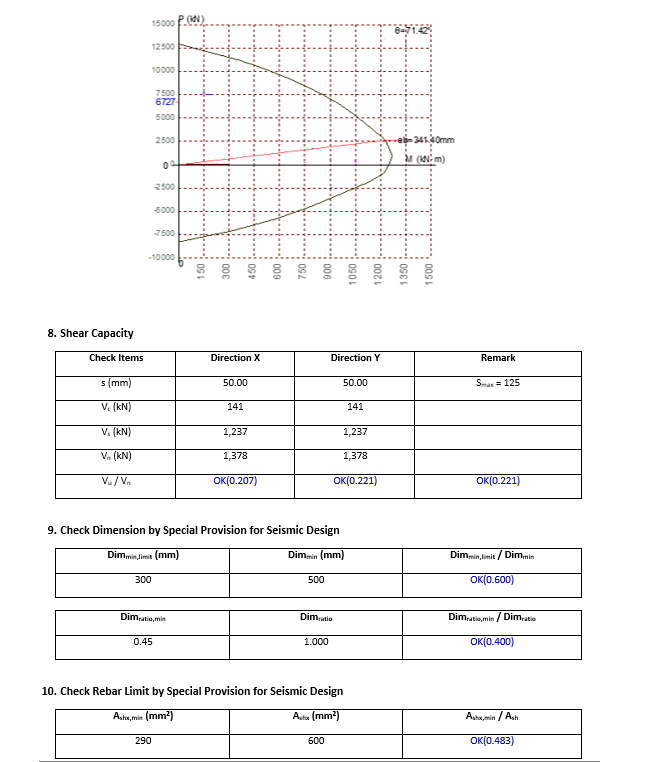 P (kN)
θ=71.42°
15000
12500
10000
7500
6727
5000
2500
eb=341.40mm
M (kN-m)
0
-2500
-5000
-7500
-10000
0 150 300 450 600 750 900 1050 1200 1350 1500
8. Shear Capacity
Check Items Direction X Direction Y Remark
s (mm) 50.00 50.00 Smax = 125
Vc (kN) 141 141
Vs (kN) 1,237 1,237
Vn (kN) 1,378 1,378
Vu / Vn OK(0.207) OK(0.221) OK(0.221)
9. Check Dimension by Special Provision for Seismic Design
Dimmin,limit (mm) Dimmin (mm) Dimmin,limit / Dimmin
300 500 OK(0.600)
Dimratio,min Dimratio Dimratio,min / Dimratio
0.45 1.000 OK(0.400)
10. Check Rebar Limit by Special Provision for Seismic Design
Ashx,min (mm²) Ashx (mm²) Ashx,min / Ash
290 600 OK(0.483)